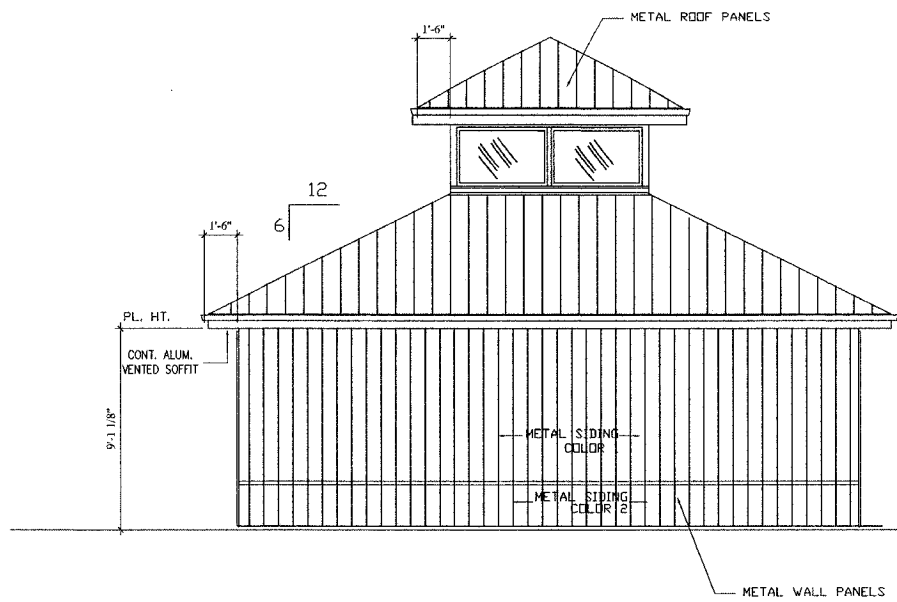 METAL ROOF PANELS
1'-6"
12
6
1'-6"
PL. HT.
CONT. ALUM.
VENTED SOFFIT
9'-1 1/8"
METAL SIDING
COLOR 1
METAL SIDING
COLOR 2
METAL WALL PANELS